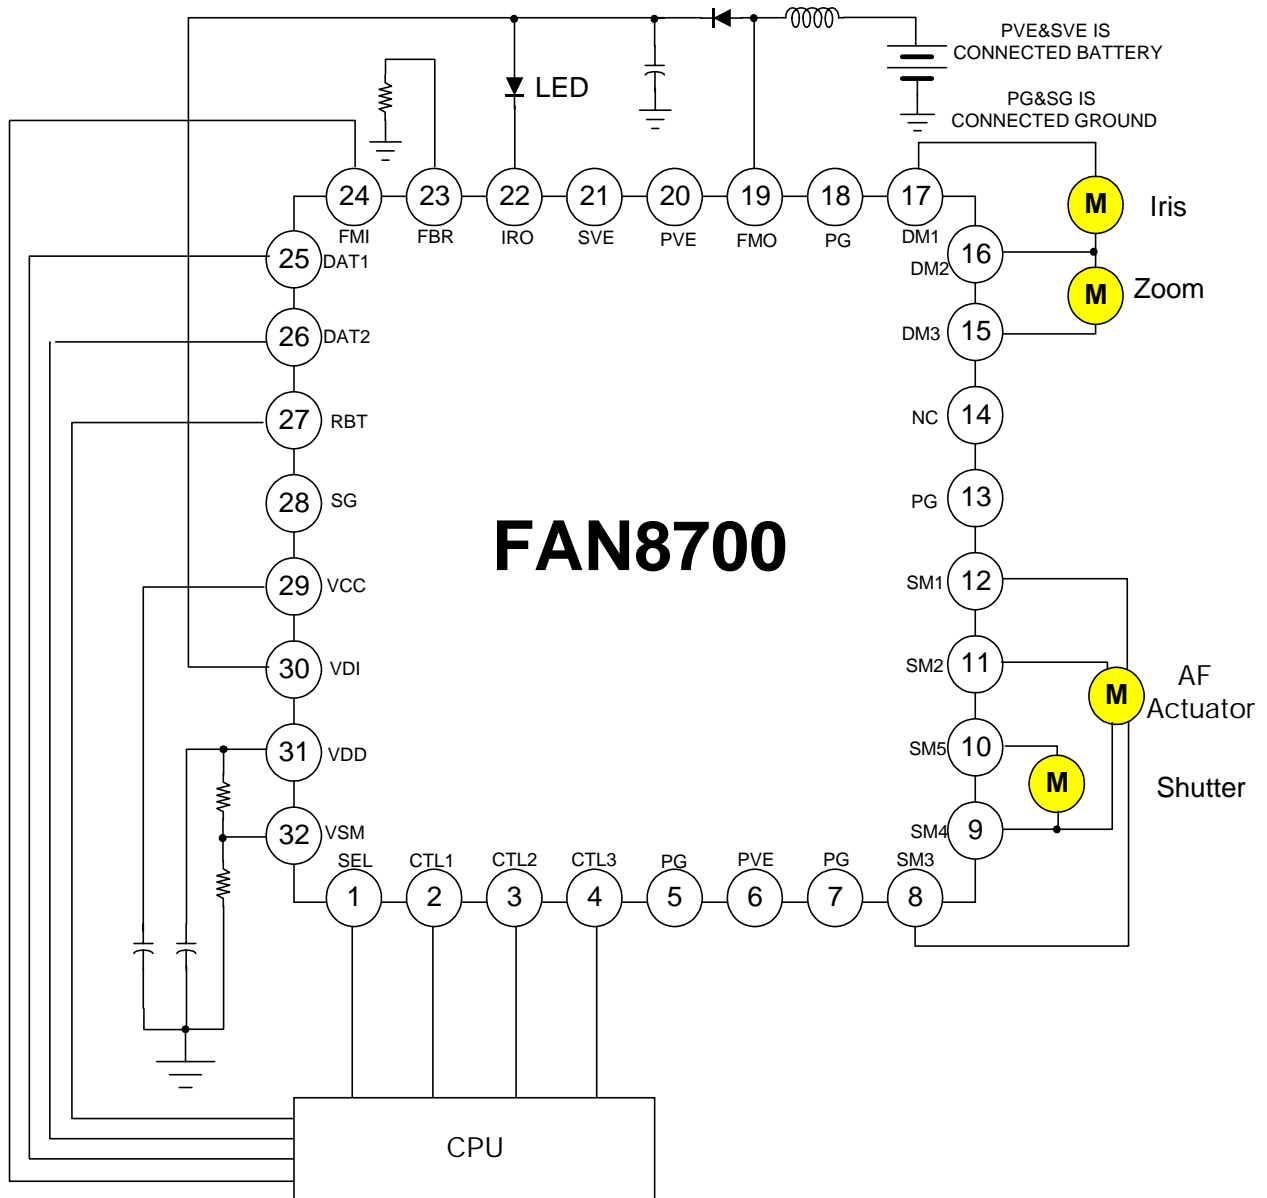 PVE&SVE IS
CONNECTED BATTERY
LED
PG&SG IS
CONNECTED GROUND
24
23
22
21
20
19
18
17
FMI
FBR
IRO
SVE
PVE
FMO
PG
DM1
M
Iris
25
DAT1
DM2
16
M
Zoom
26
DAT2
DM3
15
27
RBT
NC
14
28
SG
PG
13
FAN8700
29
VCC
SM1
12
30
VDI
SM2
11
M
AF
Actuator
31
VDD
SM5
10
M
Shutter
32
VSM
SM4
9
SEL
CTL1
CTL2
CTL3
PG
PVE
PG
SM3
1
2
3
4
5
6
7
8
CPU